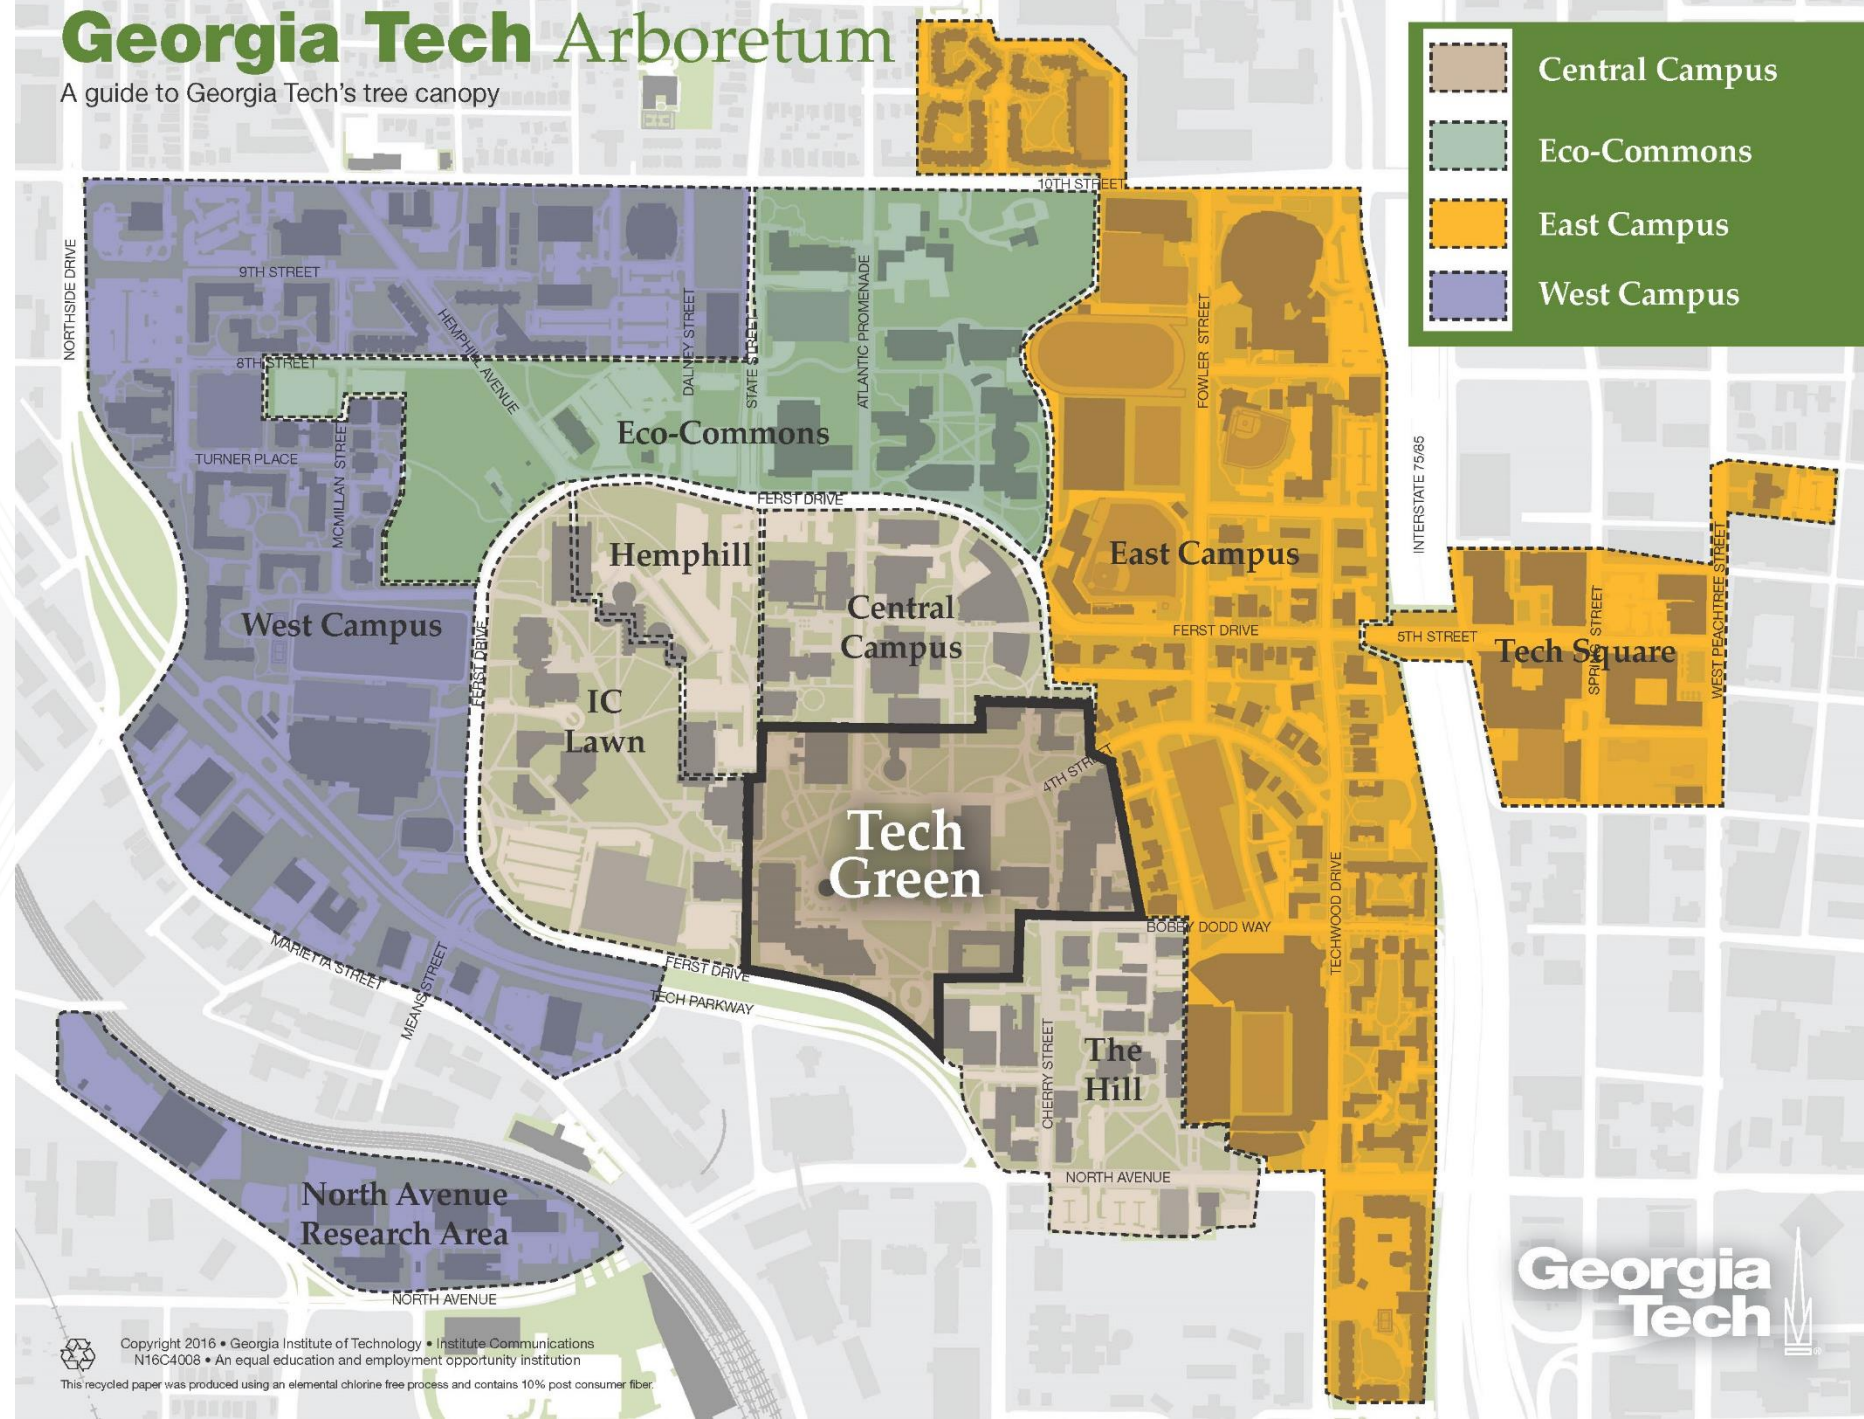 Georgia Tech Arboretum
A guide to Georgia Tech's tree canopy
Central Campus
Eco-Commons
East Campus
West Campus
10TH STREET
NORTHSIDE DRIVE
9TH STREET
HEMPHILL AVENUE
DALNEY STREET
STATE STREET
ATLANTIC PROMENADE
FOWLER STREET
8TH STREET
Eco-Commons
TURNER PLACE
MCMILLAN STREET
FERST DRIVE
INTERSTATE 75/85
Hemphill
East Campus
Central
Campus
West Campus
FERST DRIVE
FERST DRIVE
5TH STREET
Tech Square
SPRING STREET
WEST PEACHTREE STREET
IC
Lawn
4TH STREET
Tech
Green
TECHWOOD DRIVE
BOBBY DODD WAY
MARIETTA STREET
MEANS STREET
FERST DRIVE
TECH PARKWAY
CHERRY STREET
The
Hill
NORTH AVENUE
North Avenue
Research Area
NORTH AVENUE
Georgia
Tech
Copyright 2016 • Georgia Institute of Technology • Institute Communications
N16C4008 • An equal education and employment opportunity institution
This recycled paper was produced using an elemental chlorine free process and contains 10% post consumer fiber.